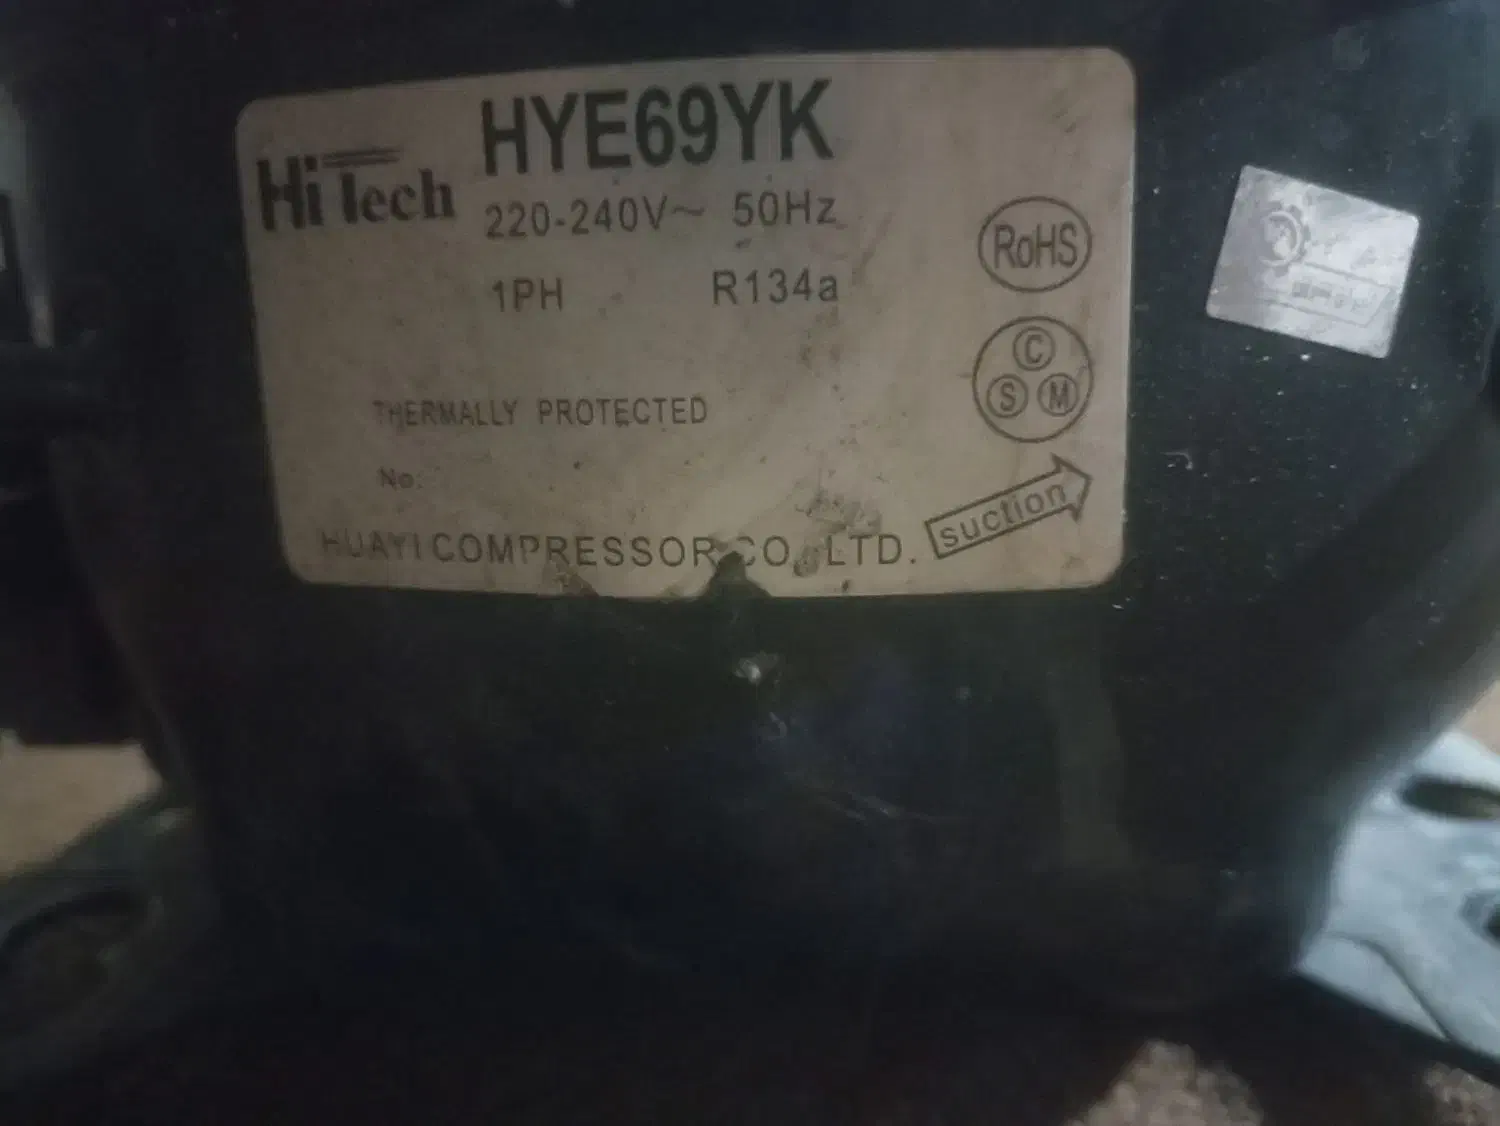 HiTech
HYE69YK
220-240V~ 50Hz
1PH R134a
RoHS
C
S M
THERMALLY PROTECTED
No:
HUAYI COMPRESSOR CO., LTD.
suction